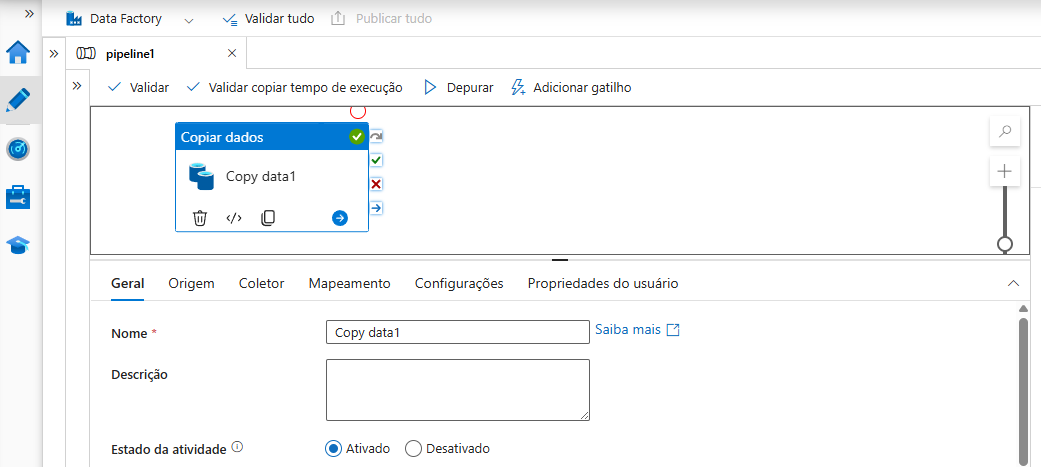 Data Factory
Validar tudo
Publicar tudo
pipeline1
Validar
Validar copiar tempo de execução
Depurar
Adicionar gatilho
Copiar dados
Copy data1
Geral
Origem
Coletor
Mapeamento
Configurações
Propriedades do usuário
Nome *
Copy data1
Saiba mais
Descrição
Estado da atividade
Ativado
Desativado